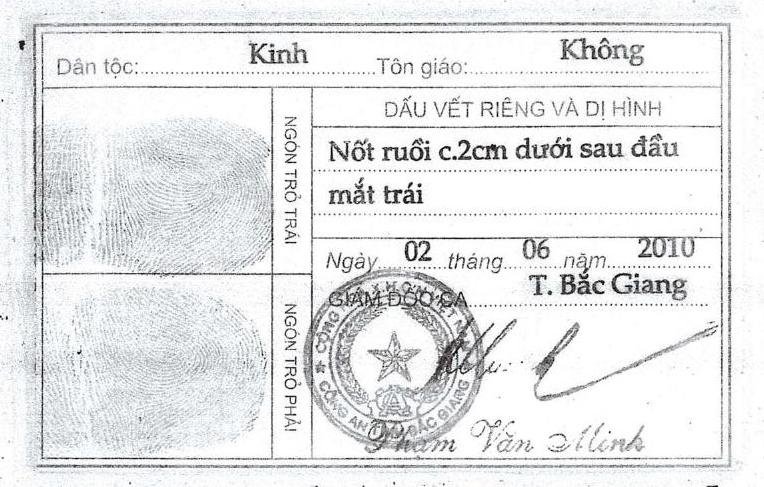 Dân tộc: Kinh Tôn giáo: Không
NGÓN TRỎ TRÁI
DẤU VẾT RIÊNG VÀ DỊ HÌNH
Nốt ruồi c.2cm dưới sau đầu
mắt trái
Ngày 02 tháng 06 năm 2010
GIÁM ĐỐC CA T. Bắc Giang
NGÓN TRỎ PHẢI
CÔNG AN BẮC GIANG
Phạm Văn Minh